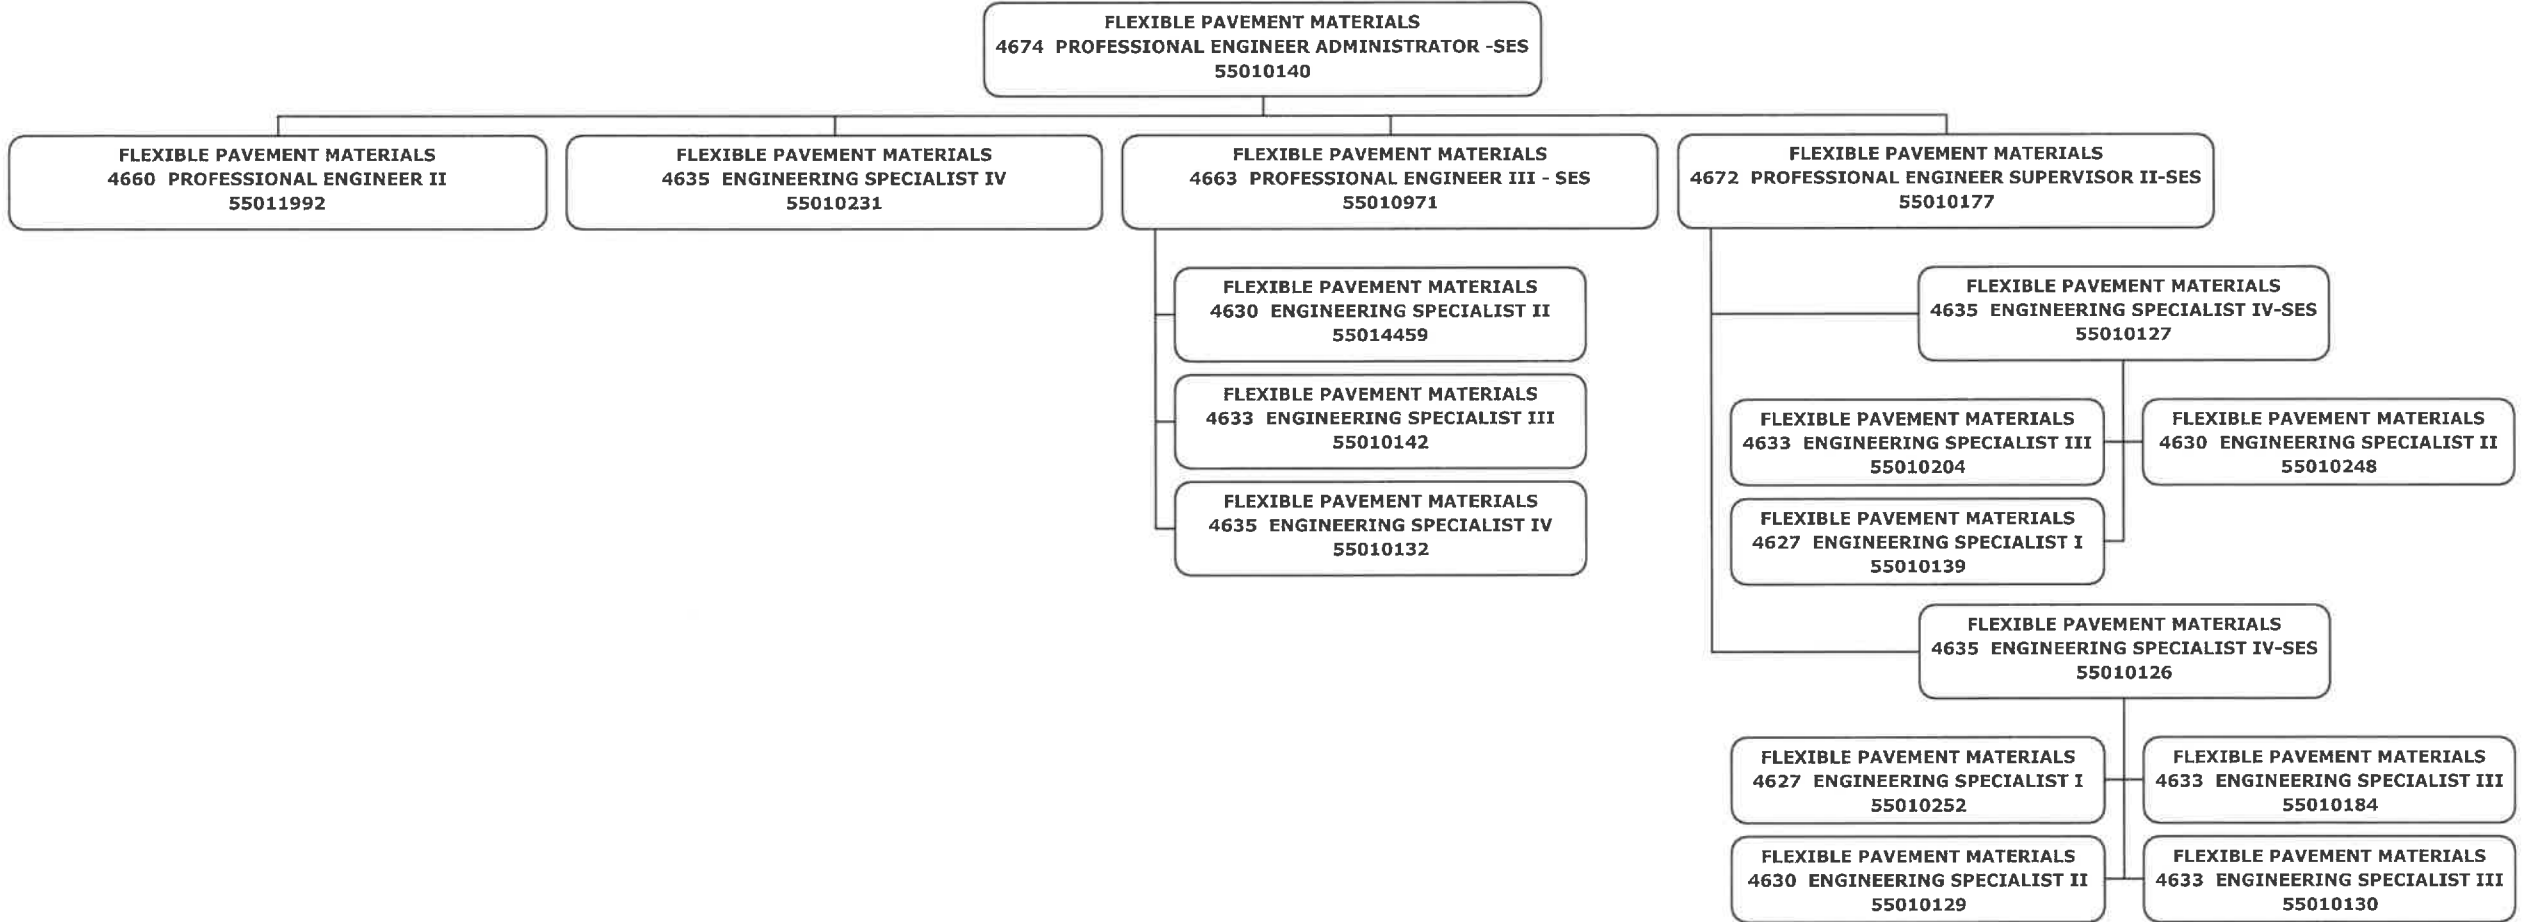 FLEXIBLE PAVEMENT MATERIALS
4674 PROFESSIONAL ENGINEER ADMINISTRATOR -SES
55010140
FLEXIBLE PAVEMENT MATERIALS
4660 PROFESSIONAL ENGINEER II
55011992
FLEXIBLE PAVEMENT MATERIALS
4635 ENGINEERING SPECIALIST IV
55010231
FLEXIBLE PAVEMENT MATERIALS
4663 PROFESSIONAL ENGINEER III - SES
55010971
FLEXIBLE PAVEMENT MATERIALS
4672 PROFESSIONAL ENGINEER SUPERVISOR II-SES
55010177
FLEXIBLE PAVEMENT MATERIALS
4630 ENGINEERING SPECIALIST II
55014459
FLEXIBLE PAVEMENT MATERIALS
4633 ENGINEERING SPECIALIST III
55010142
FLEXIBLE PAVEMENT MATERIALS
4635 ENGINEERING SPECIALIST IV
55010132
FLEXIBLE PAVEMENT MATERIALS
4635 ENGINEERING SPECIALIST IV-SES
55010127
FLEXIBLE PAVEMENT MATERIALS
4633 ENGINEERING SPECIALIST III
55010204
FLEXIBLE PAVEMENT MATERIALS
4630 ENGINEERING SPECIALIST II
55010248
FLEXIBLE PAVEMENT MATERIALS
4627 ENGINEERING SPECIALIST I
55010139
FLEXIBLE PAVEMENT MATERIALS
4635 ENGINEERING SPECIALIST IV-SES
55010126
FLEXIBLE PAVEMENT MATERIALS
4627 ENGINEERING SPECIALIST I
55010252
FLEXIBLE PAVEMENT MATERIALS
4633 ENGINEERING SPECIALIST III
55010184
FLEXIBLE PAVEMENT MATERIALS
4630 ENGINEERING SPECIALIST II
55010129
FLEXIBLE PAVEMENT MATERIALS
4633 ENGINEERING SPECIALIST III
55010130